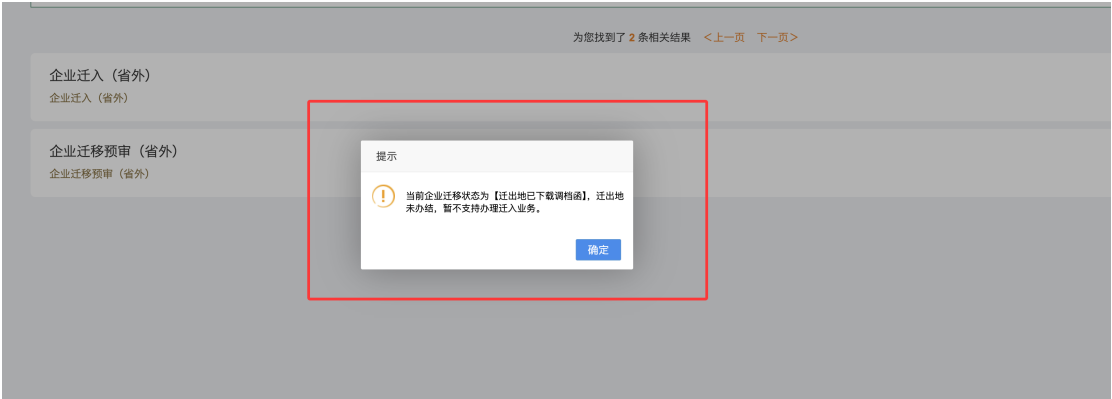 为您找到了 2 条相关结果 <上一页 下一页>
企业迁入（省外）
企业迁入（省外）
企业迁移预审（省外）
企业迁移预审（省外）
提示
当前企业迁移状态为【迁出地已下载调档函】，迁出地
未办结，暂不支持办理迁入业务。
确定